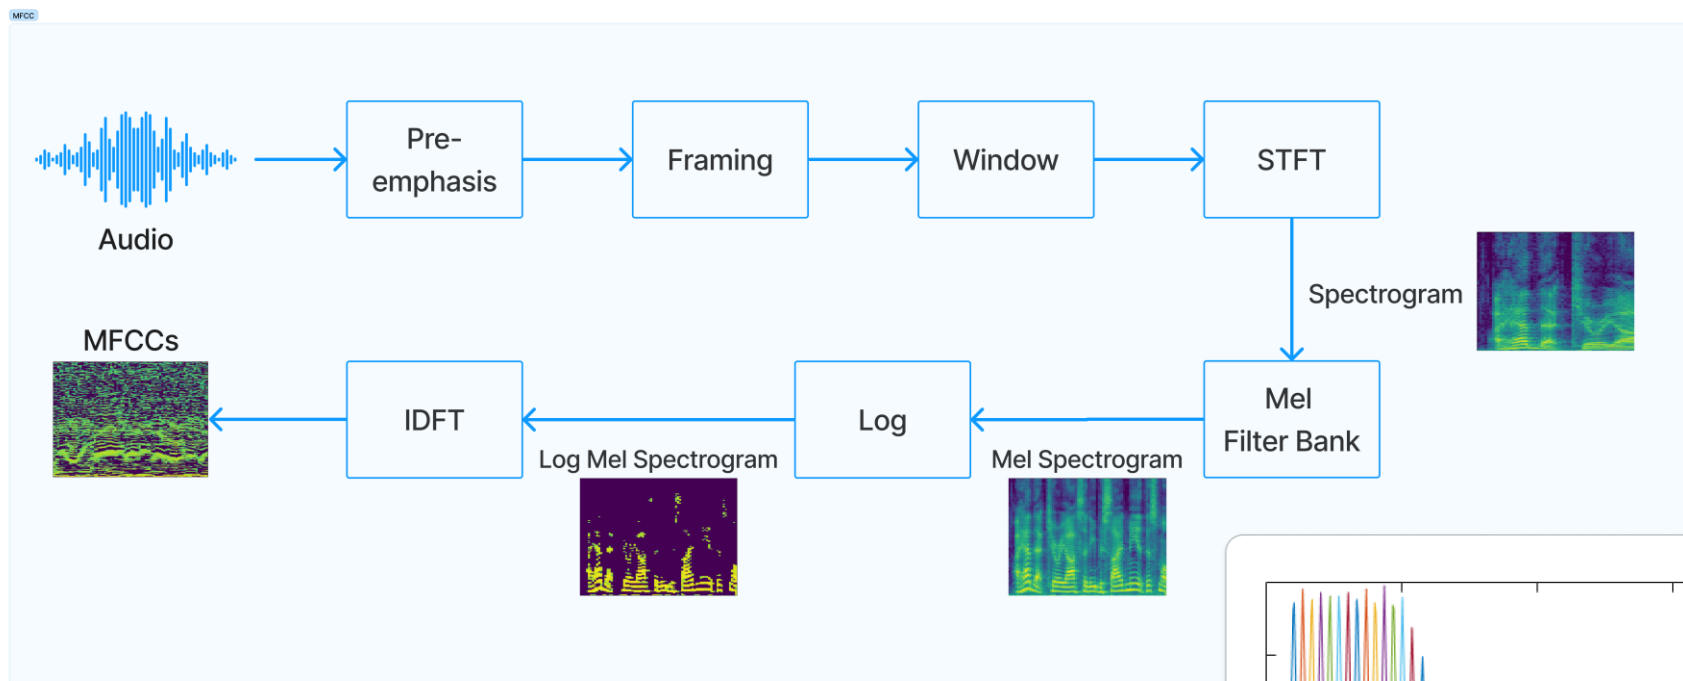 MFCC
Pre-
emphasis
Framing
Window
STFT
Audio
Spectrogram
MFCCs
IDFT
Log
Mel
Filter Bank
Log Mel Spectrogram
Mel Spectrogram